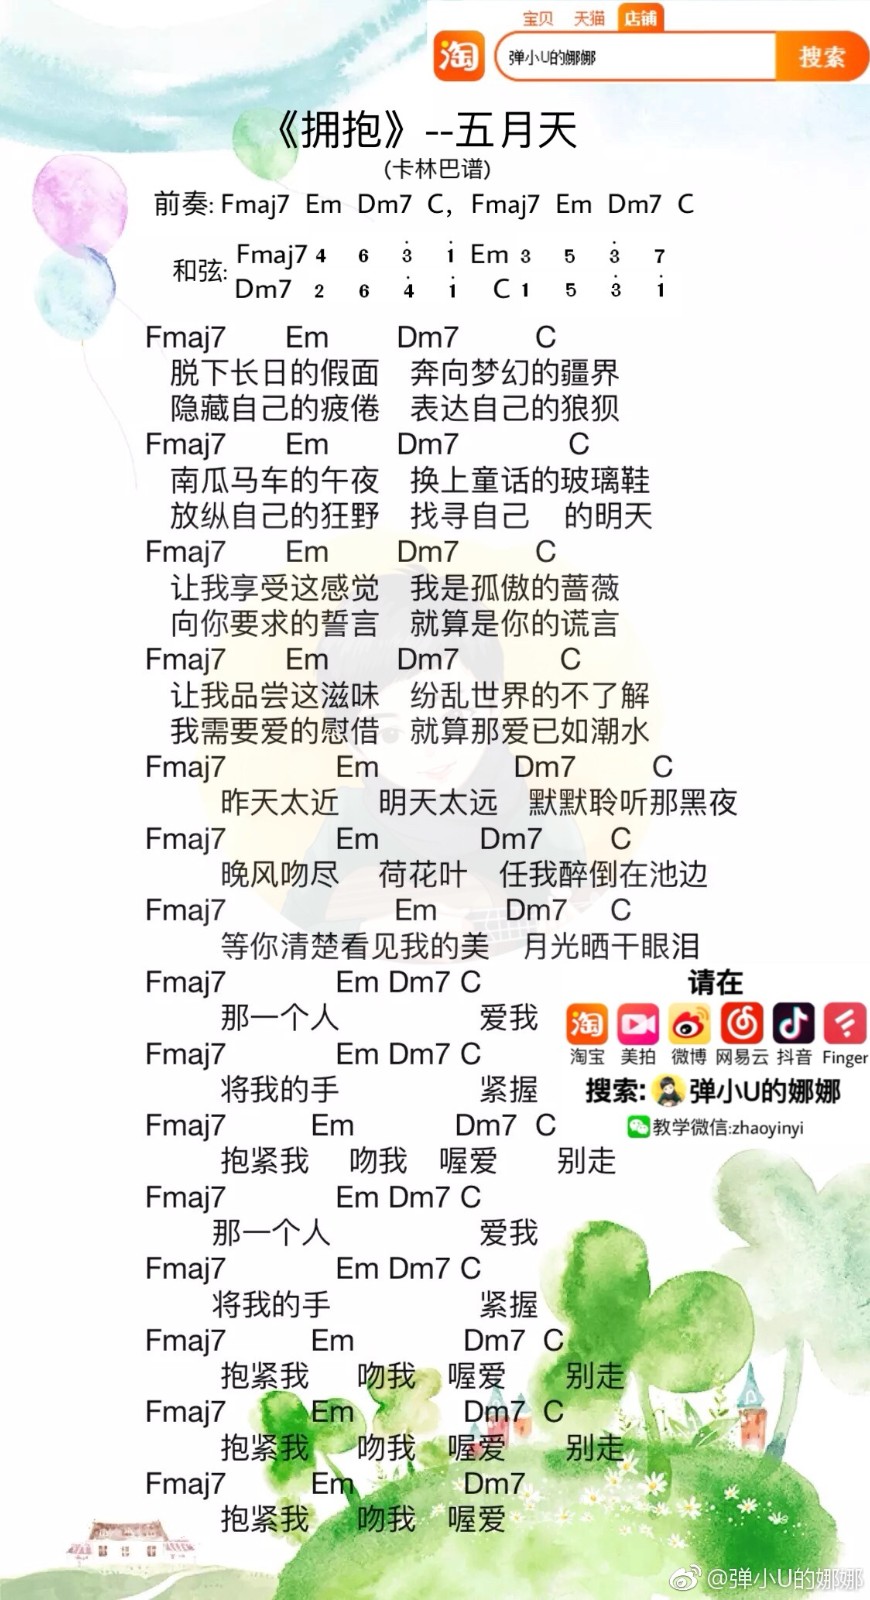 宝贝 天猫 店铺
淘 弹小U的娜娜 搜索
《拥抱》--五月天
(卡林巴谱)
前奏: Fmaj7 Em Dm7 C, Fmaj7 Em Dm7 C
和弦: Fmaj7 4 6 3̇ 1̇ Em 3 5 3̇ 7
Dm7 2 6 4̇ 1̇ C 1 5 3̇ 1̇
Fmaj7 Em Dm7 C
脱下长日的假面 奔向梦幻的疆界
隐藏自己的疲倦 表达自己的狼狈
Fmaj7 Em Dm7 C
南瓜马车的午夜 换上童话的玻璃鞋
放纵自己的狂野 找寻自己 的明天
Fmaj7 Em Dm7 C
让我享受这感觉 我是孤傲的蔷薇
向你要求的誓言 就算是你的谎言
Fmaj7 Em Dm7 C
让我品尝这滋味 纷乱世界的不了解
我需要爱的慰借 就算那爱已如潮水
Fmaj7 Em Dm7 C
昨天太近 明天太远 默默聆听那黑夜
Fmaj7 Em Dm7 C
晚风吻尽 荷花叶 任我醉倒在池边
Fmaj7 Em Dm7 C
等你清楚看见我的美 月光晒干眼泪
Fmaj7 Em Dm7 C
那一个人 爱我
Fmaj7 Em Dm7 C
将我的手 紧握
Fmaj7 Em Dm7 C
抱紧我 吻我 喔爱 别走
Fmaj7 Em Dm7 C
那一个人 爱我
Fmaj7 Em Dm7 C
将我的手 紧握
Fmaj7 Em Dm7 C
抱紧我 吻我 喔爱 别走
Fmaj7 Em Dm7 C
抱紧我 吻我 喔爱 别走
Fmaj7 Em Dm7
抱紧我 吻我 喔爱
请在
淘
淘宝 美拍 微博 网易云 抖音 Finger
搜索: 弹小U的娜娜
教学微信:zhaoyinyi
@弹小U的娜娜